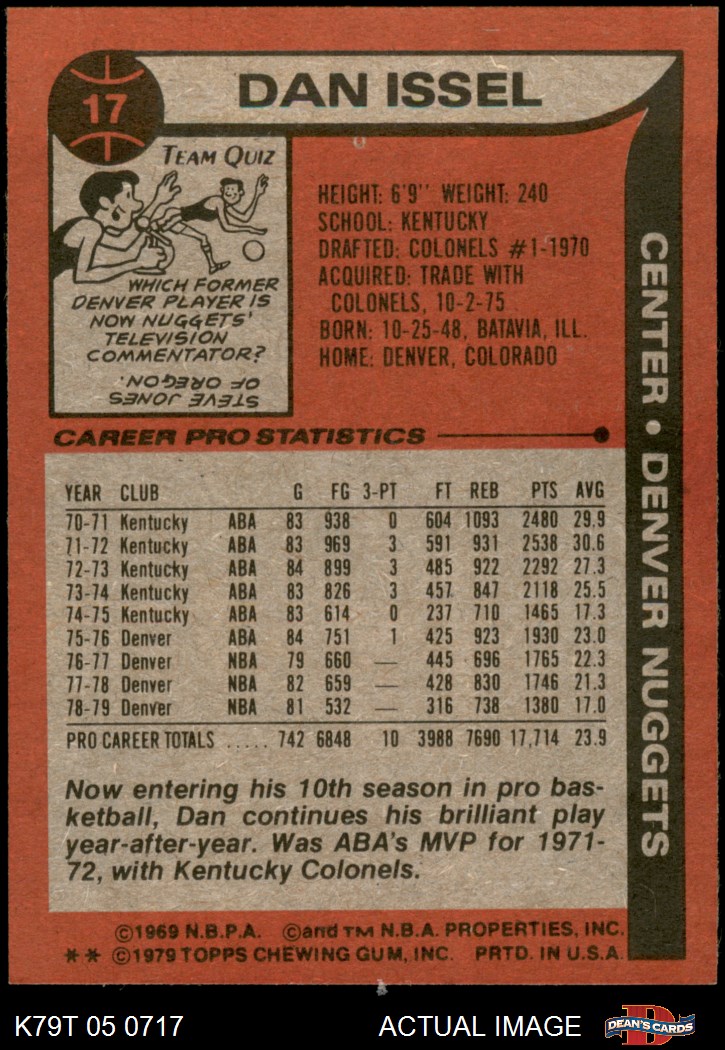 17
DAN ISSEL
TEAM QUIZ
WHICH FORMER
DENVER PLAYER IS
NOW NUGGETS'
TELEVISION
COMMENTATOR?
STEVE JONES
OF OREGON.
HEIGHT: 6'9" WEIGHT: 240
SCHOOL: KENTUCKY
DRAFTED: COLONELS #1-1970
ACQUIRED: TRADE WITH
COLONELS, 10-2-75
BORN: 10-25-48, BATAVIA, ILL.
HOME: DENVER, COLORADO
CENTER • DENVER NUGGETS
CAREER PRO STATISTICS
YEAR CLUB G FG 3-PT FT REB PTS AVG
70-71 Kentucky ABA 83 938 0 604 1093 2480 29.9
71-72 Kentucky ABA 83 969 3 591 931 2538 30.6
72-73 Kentucky ABA 84 899 3 485 922 2292 27.3
73-74 Kentucky ABA 83 826 3 457 847 2118 25.5
74-75 Kentucky ABA 83 614 0 237 710 1465 17.3
75-76 Denver ABA 84 751 1 425 923 1930 23.0
76-77 Denver NBA 79 660 — 445 696 1765 22.3
77-78 Denver NBA 82 659 — 428 830 1746 21.3
78-79 Denver NBA 81 532 — 316 738 1380 17.0
PRO CAREER TOTALS ..... 742 6848 10 3988 7690 17,714 23.9
Now entering his 10th season in pro bas-
ketball, Dan continues his brilliant play
year-after-year. Was ABA's MVP for 1971-
72, with Kentucky Colonels.
©1969 N.B.P.A. ©and TM N.B.A. PROPERTIES, INC.
** ©1979 TOPPS CHEWING GUM, INC. PRTD. IN U.S.A.
K79T 05 0717 ACTUAL IMAGE
D
DEAN'S CARDS